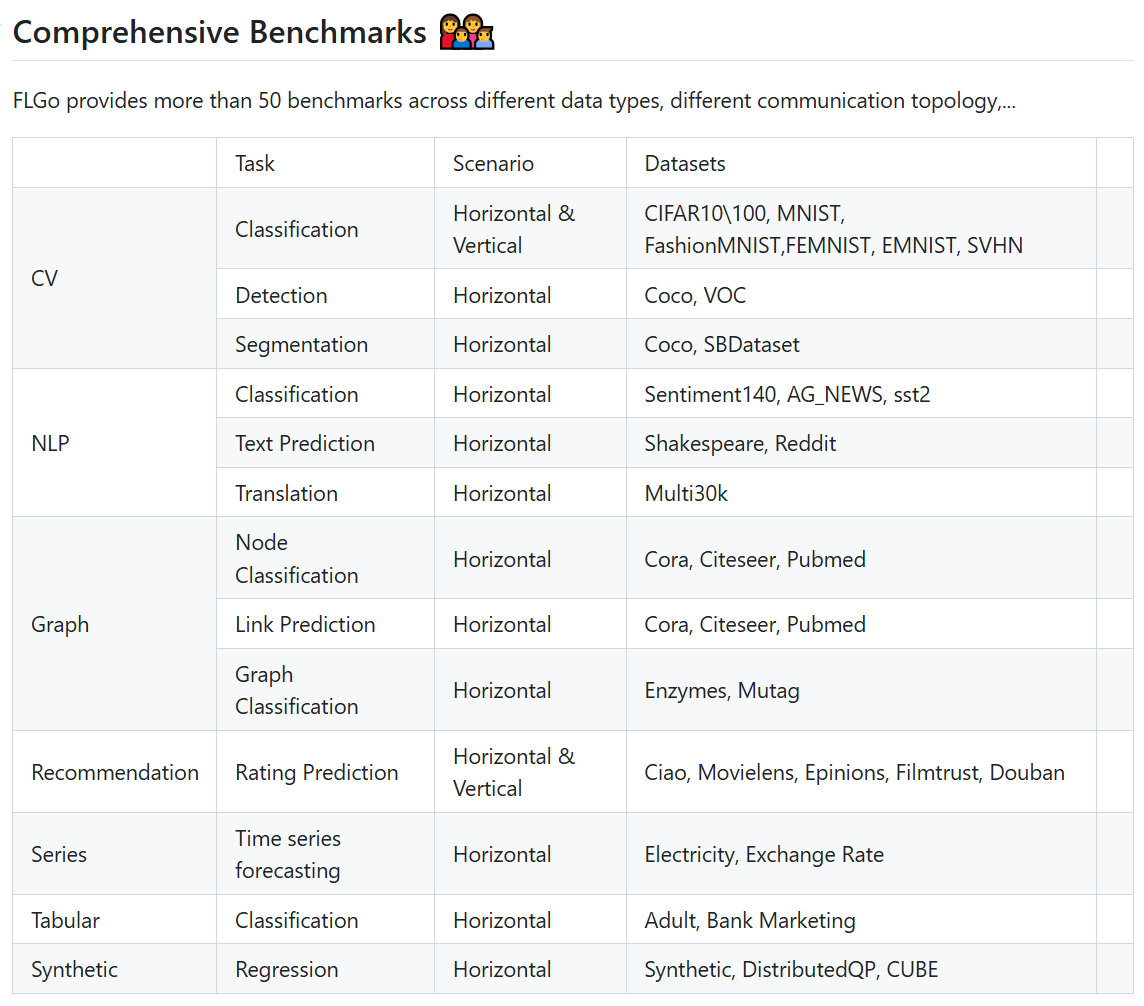 Comprehensive Benchmarks
FLGo provides more than 50 benchmarks across different data types, different communication topology,...
Task Scenario Datasets
CV
Classification
Horizontal &
Vertical
CIFAR10\100, MNIST,
FashionMNIST,FEMNIST, EMNIST, SVHN
Detection Horizontal Coco, VOC
Segmentation Horizontal Coco, SBDataset
NLP
Classification Horizontal Sentiment140, AG_NEWS, sst2
Text Prediction Horizontal Shakespeare, Reddit
Translation Horizontal Multi30k
Graph
Node
Classification
Horizontal Cora, Citeseer, Pubmed
Link Prediction Horizontal Cora, Citeseer, Pubmed
Graph
Classification
Horizontal Enzymes, Mutag
Recommendation Rating Prediction
Horizontal &
Vertical
Ciao, Movielens, Epinions, Filmtrust, Douban
Series
Time series
forecasting
Horizontal Electricity, Exchange Rate
Tabular Classification Horizontal Adult, Bank Marketing
Synthetic Regression Horizontal Synthetic, DistributedQP, CUBE